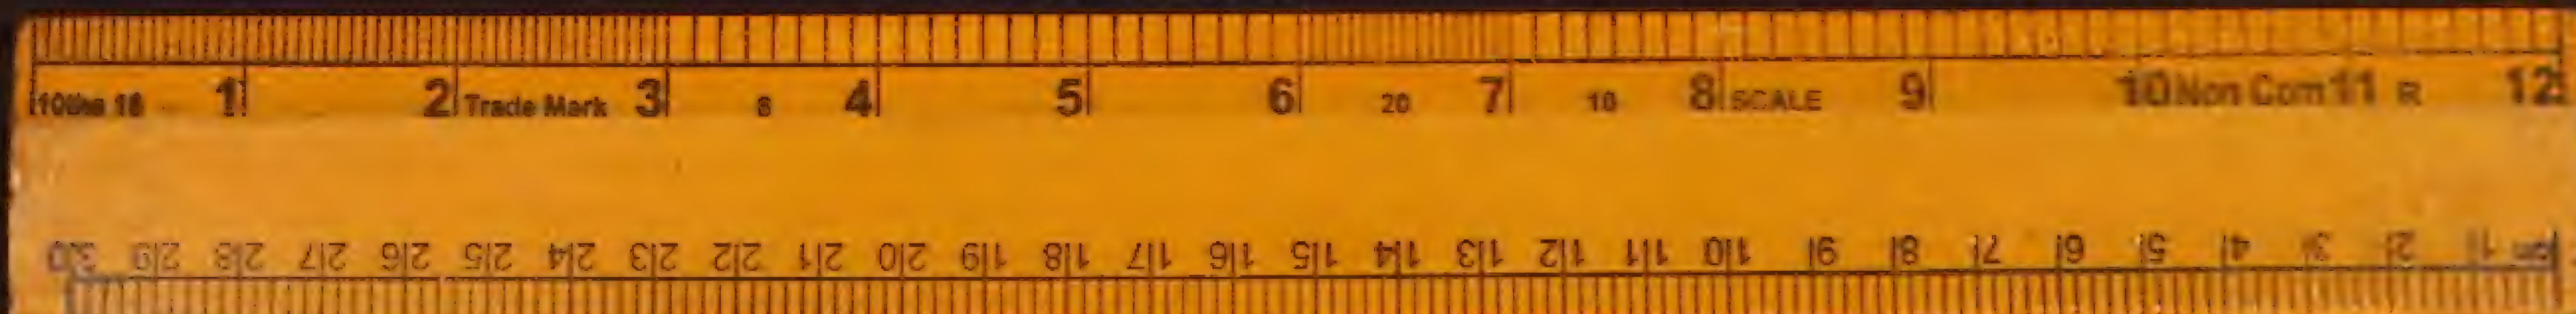 10ths 16 1 2 Trade Mark 3 8 4 5 6 20 7 10 8 SCALE 9 10 Non Com 11 R 12
30 29 28 27 26 25 24 23 22 21 20 19 18 17 16 15 14 13 12 11 10 9 8 7 6 5 4 3 2 1 cm